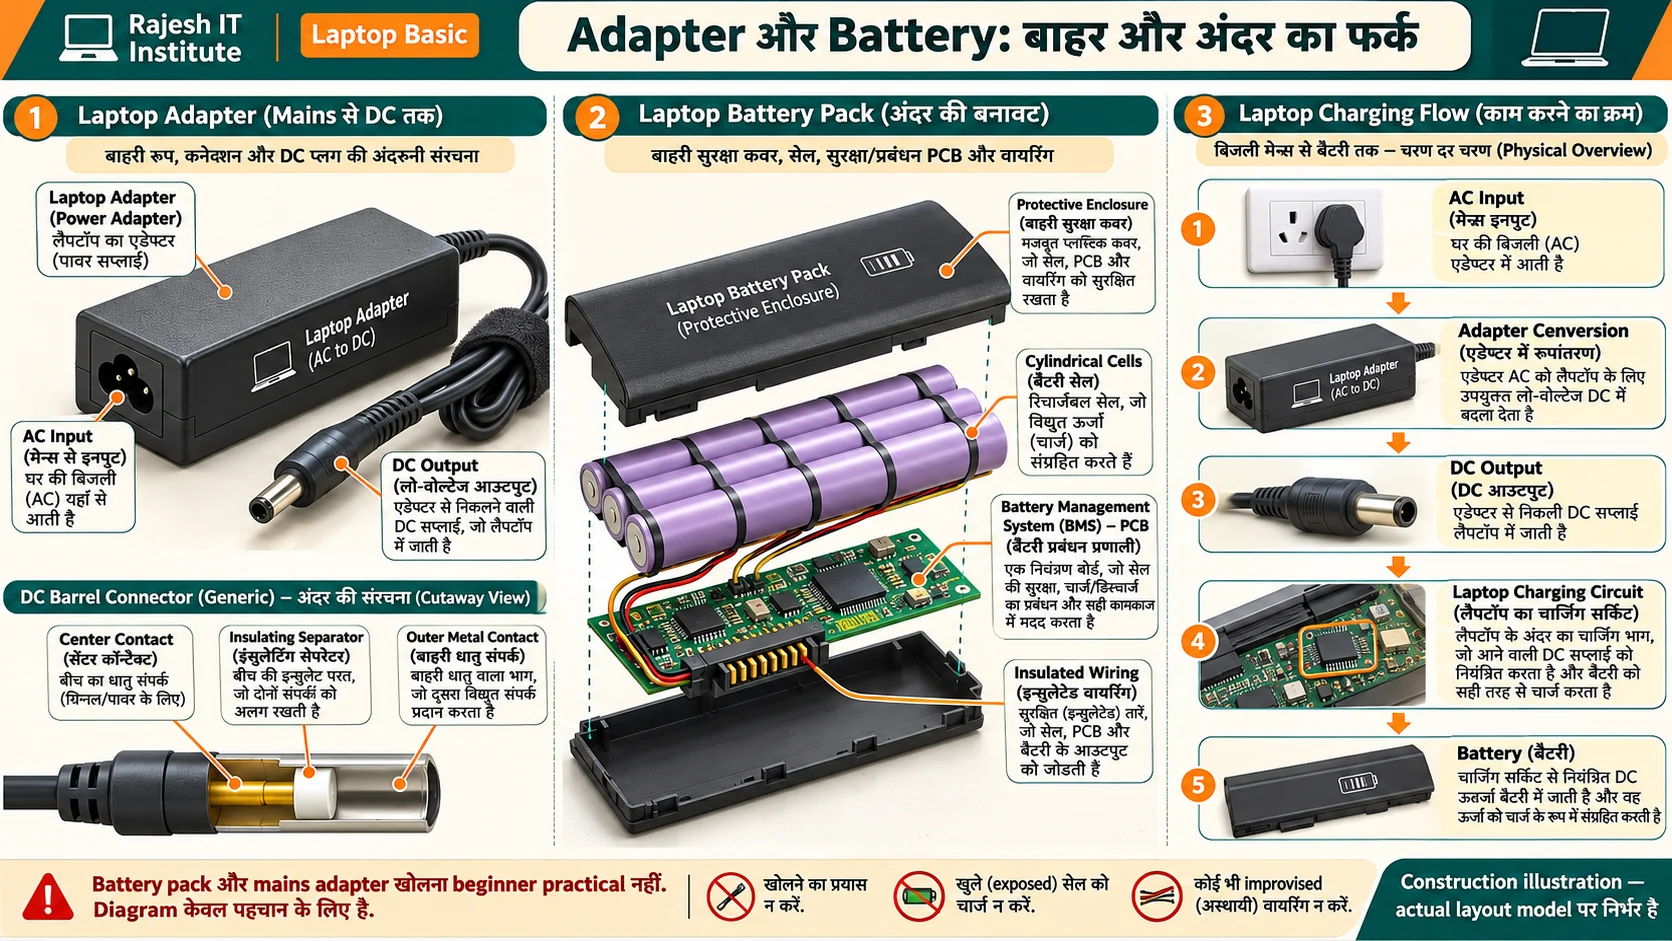 Rajesh IT
Institute
Laptop Basic
Adapter और Battery: बाहर और अंदर का फर्क
1
Laptop Adapter (Mains से DC तक)
बाहरी रूप, कनेक्शन और DC प्लग की अंदरुनी संरचना
Laptop Adapter
(Power Adapter)
लैपटॉप का एडेप्टर
(पावर सप्लाई)
Laptop Adapter
(AC to DC)
AC Input
(मेन्स से इनपुट)
घर की बिजली
(AC) यहाँ से
आती है
DC Output
(लो-वोल्टेज आउटपुट)
एडेप्टर से निकलने वाली
DC सप्लाई, जो लैपटॉप
में जाती है
DC Barrel Connector (Generic) – अंदर की संरचना (Cutaway View)
Center Contact
(सेंटर कॉन्टैक्ट)
बीच का धातु संपर्क
(ग्निनल/पावर के लिए)
Insulating Separator
(इंसुलेटिंग सेपरेटर)
बीच की इन्सुलेट परत,
जो दोनों संपर्कों को
अलग रखती है
Outer Metal Contact
(बाहरी धातु संपर्क)
बाहरी धातु वाला भाग,
जो दूसरा विद्युत संपर्क
प्रदान करता है
2
Laptop Battery Pack (अंदर की बनावट)
बाहरी सुरक्षा कवर, सेल, सुरक्षा/प्रबंधन PCB और वायरिंग
Laptop Battery Pack
(Protective Enclosure)
Protective Enclosure
(बाहरी सुरक्षा कवर)
मजबूत प्लास्टिक कवर,
जो सेल, PCB और
वायरिंग को सुरक्षित
रखता है
Cylindrical Cells
(बैटरी सेल)
रिचार्जेबल सेल, जो
विद्युत ऊर्जा
(चार्ज) को
संग्रहित करते हैं
Battery Management
System (BMS) – PCB
(बैटरी प्रबंधन प्रणाली)
एक नियंत्रण बोर्ड, जो सेल
की सुरक्षा, चार्ज/डिस्चार्ज
का प्रबंधन और सही कामकाज
में मदद करता है
Insulated Wiring
(इन्सुलेटेड वायरिंग)
सुरक्षित (इन्सुलेटेड) तारें,
जो सेल, PCB और
बैटरी के आउटपुट
को जोडती हैं
3
Laptop Charging Flow (काम करने का क्रम)
बिजली मेन्स से बैटरी तक – चरण दर चरण (Physical Overview)
1
AC Input
(मेन्स इनपुट)
घर की बिजली (AC)
एडेप्टर में आती है
2
Laptop Adapter
(AC to DC)
Adapter Cenversion
(एडेप्टर में रूपांतरण)
एडेप्टर AC को लैपटॉप के लिए
उपयुक्त लो-वोल्टेज DC में
बदला देता है
3
DC Output
(DC आउटपुट)
एडेप्टर से निकली DC सप्लाई
लैपटॉप में जाती है
4
Laptop Charging Circuit
(लैपटॉप का चार्जिंग सर्किट)
लैपटॉप के अंदर का चार्जिंग भाग,
जो आने वाली DC सप्लाई को
नियंत्रित करता है और बैटरी को
सही तरह से चार्ज करता है
5
Battery (बैटरी)
चार्जिंग सर्किट से नियंत्रित DC
बैटरी में जाती है और वह
ऊर्जा को चार्ज के रूप में संग्रहित करती है
Battery pack और mains adapter खोलना beginner practical नहीं.
Diagram केवल पहचान के लिए है.
खोलने का प्रयास
न करें.
खुले (exposed) सेल को
चार्ज न करें.
कोई भी improvised
(अस्थायी) वायरिंग न करें.
Construction illustration —
actual layout model पर निर्भर है